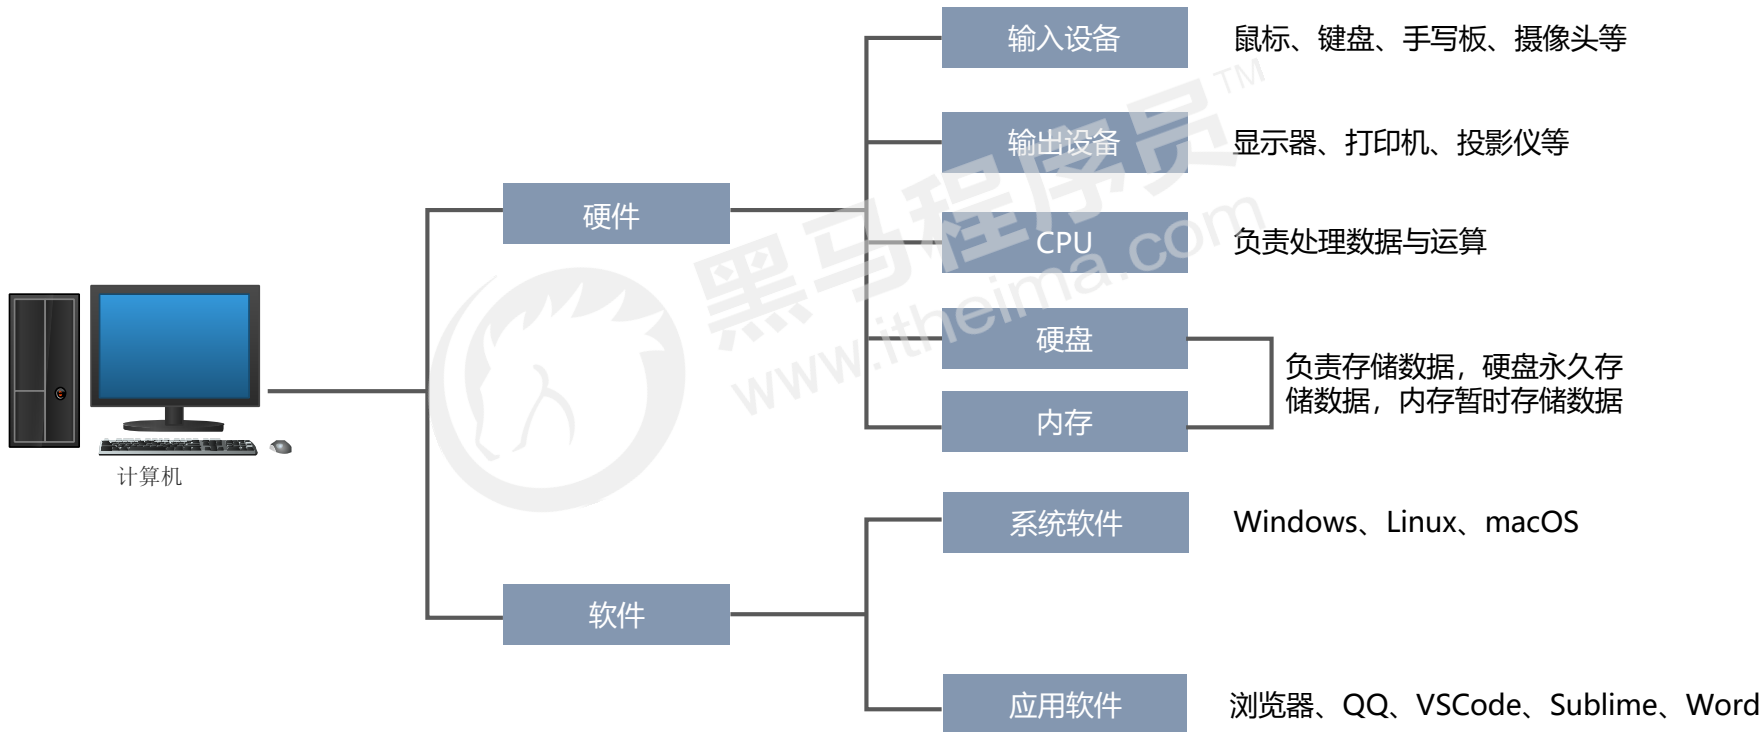 输入设备
鼠标、键盘、手写板、摄像头等
输出设备
显示器、打印机、投影仪等
硬件
CPU
负责处理数据与运算
硬盘
内存
负责存储数据，硬盘永久存
储数据，内存暂时存储数据
计算机
系统软件
Windows、Linux、macOS
软件
应用软件
浏览器、QQ、VSCode、Sublime、Word
黑马程序员™
www.itheima.com